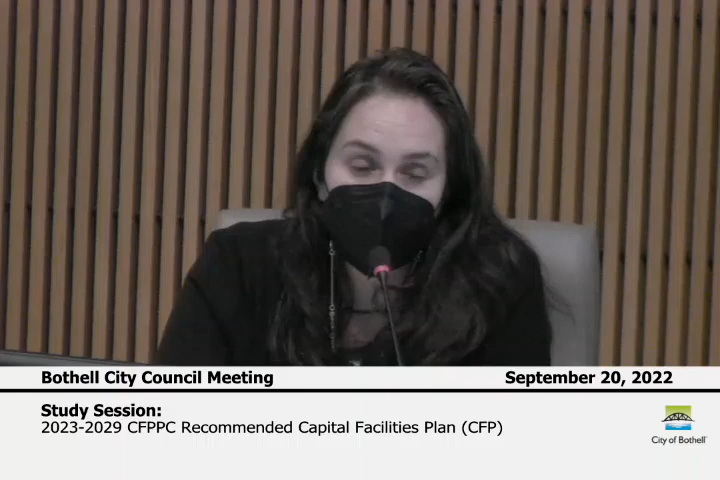 Bothell City Council Meeting
September 20, 2022
Study Session:
2023-2029 CFPPC Recommended Capital Facilities Plan (CFP)
City of Bothell